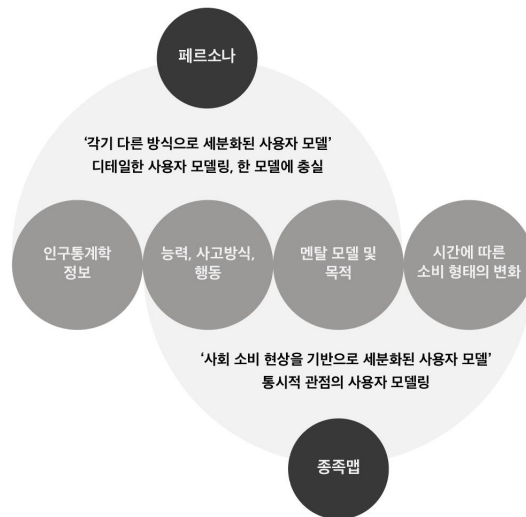 페르소나
‘각기 다른 방식으로 세분화된 사용자 모델’
디테일한 사용자 모델링, 한 모델에 충실
인구통계학
정보
능력, 사고방식,
행동
멘탈 모델 및
목적
시간에 따른
소비 형태의 변화
‘사회 소비 현상을 기반으로 세분화된 사용자 모델’
통시적 관점의 사용자 모델링
종족맵